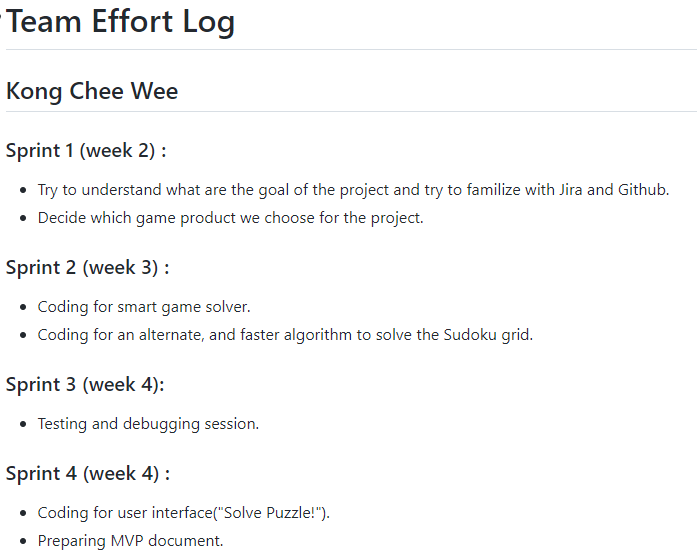 Team Effort Log
Kong Chee Wee
Sprint 1 (week 2) :
Try to understand what are the goal of the project and try to familize with Jira and Github.
Decide which game product we choose for the project.
Sprint 2 (week 3) :
Coding for smart game solver.
Coding for an alternate, and faster algorithm to solve the Sudoku grid.
Sprint 3 (week 4):
Testing and debugging session.
Sprint 4 (week 4) :
Coding for user interface("Solve Puzzle!").
Preparing MVP document.